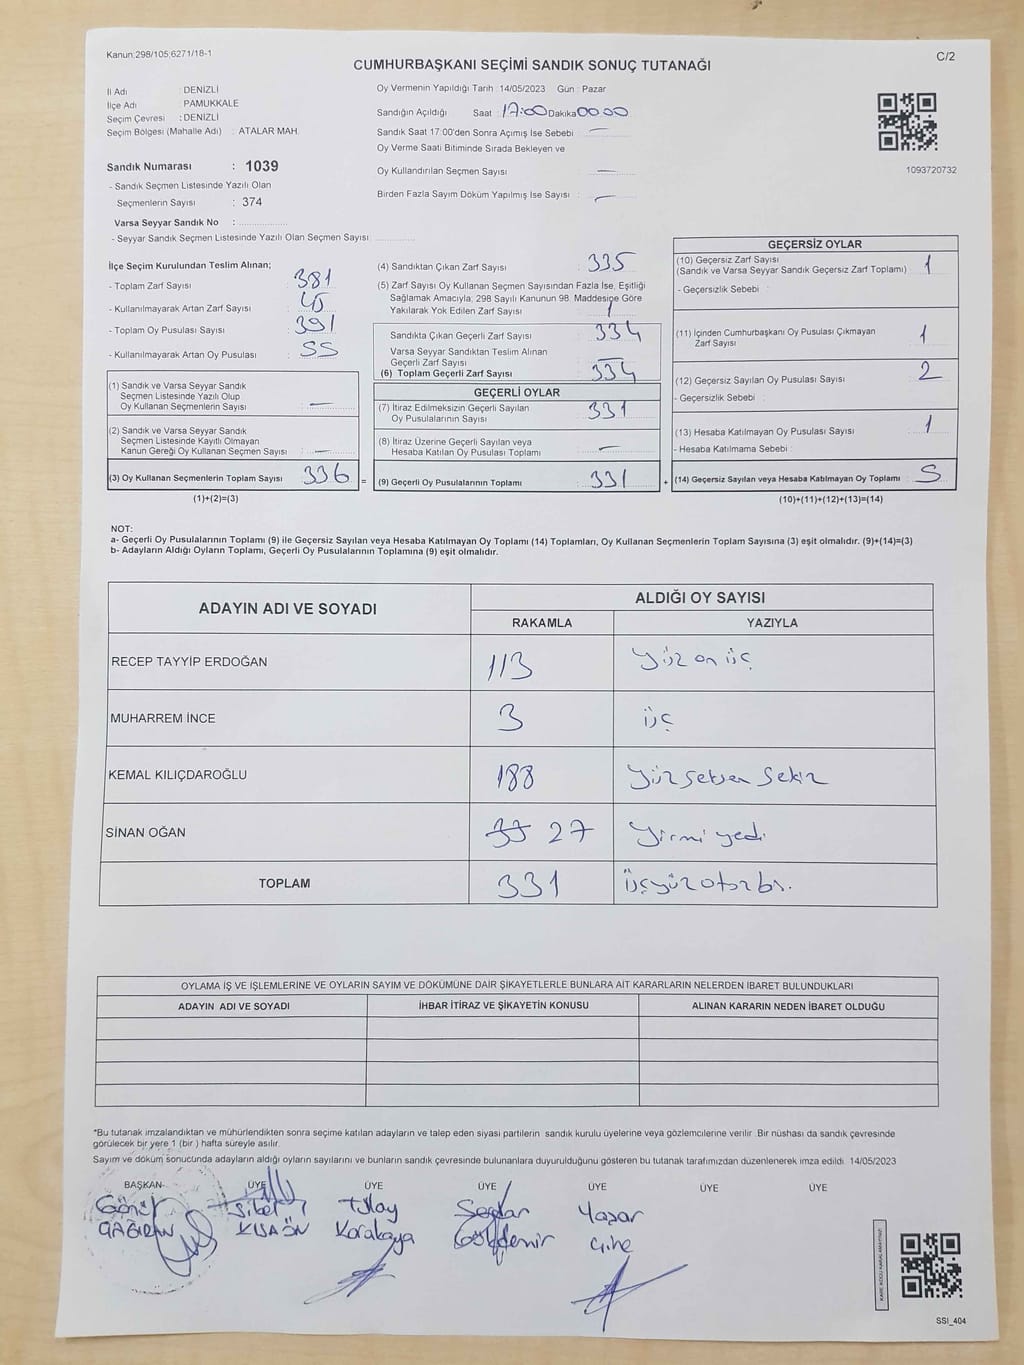 Kanun:298/105;6271/18-1
C/2
CUMHURBAŞKANI SEÇİMİ SANDIK SONUÇ TUTANAĞI
İl Adı : DENİZLİ
İlçe Adı : PAMUKKALE
Seçim Çevresi : DENİZLİ
Seçim Bölgesi (Mahalle Adı) : ATALAR MAH.
Oy Vermenin Yapıldığı Tarih : 14/05/2023 Gün : Pazar
Sandığın Açıldığı Saat : 17:00 Dakika 00 00
Sandık Saat 17:00'den Sonra Açılmış İse Sebebi : —
Oy Verme Saati Bitiminde Sırada Bekleyen ve
Oy Kullandırılan Seçmen Sayısı : —
Birden Fazla Sayım Döküm Yapılmış İse Sayısı : —
1093720732
Sandık Numarası : 1039
- Sandık Seçmen Listesinde Yazılı Olan
Seçmenlerin Sayısı : 374
Varsa Seyyar Sandık No :
- Seyyar Sandık Seçmen Listesinde Yazılı Olan Seçmen Sayısı :
İlçe Seçim Kurulundan Teslim Alınan;
- Toplam Zarf Sayısı : 381
- Kullanılmayarak Artan Zarf Sayısı : 45
- Toplam Oy Pusulası Sayısı : 391
- Kullanılmayarak Artan Oy Pusulası : 55
(1) Sandık ve Varsa Seyyar Sandık
Seçmen Listesinde Yazılı Olup
Oy Kullanan Seçmenlerin Sayısı : —
(2) Sandık ve Varsa Seyyar Sandık
Seçmen Listesinde Kayıtlı Olmayan
Kanun Gereği Oy Kullanan Seçmen Sayısı : —
(3) Oy Kullanan Seçmenlerin Toplam Sayısı : 336
(1)+(2)=(3)
(4) Sandıktan Çıkan Zarf Sayısı : 335
(5) Zarf Sayısı Oy Kullanan Seçmen Sayısından Fazla İse, Eşitliği
Sağlamak Amacıyla; 298 Sayılı Kanunun 98. Maddesine Göre
Yakılarak Yok Edilen Zarf Sayısı : 1
Sandıkta Çıkan Geçerli Zarf Sayısı : 334
Varsa Seyyar Sandıktan Teslim Alınan
Geçerli Zarf Sayısı : —
(6) Toplam Geçerli Zarf Sayısı : 334
GEÇERLİ OYLAR
(7) İtiraz Edilmeksizin Geçerli Sayılan
Oy Pusulasının Sayısı : 331
(8) İtiraz Üzerine Geçerli Sayılan veya
Hesaba Katılan Oy Pusulası Toplamı : —
= (9) Geçerli Oy Pusulalarının Toplamı : 331
GEÇERSİZ OYLAR
(10) Geçersiz Zarf Sayısı
(Sandık ve Varsa Seyyar Sandık Geçersiz Zarf Toplamı) : 1
- Geçersizlik Sebebi :
(11) İçinden Cumhurbaşkanı Oy Pusulası Çıkmayan
Zarf Sayısı : 1
(12) Geçersiz Sayılan Oy Pusulası Sayısı : 2
- Geçersizlik Sebebi :
(13) Hesaba Katılmayan Oy Pusulası Sayısı : 1
- Hesaba Katılmama Sebebi :
+ (14) Geçersiz Sayılan veya Hesaba Katılmayan Oy Toplamı : 5
(10)+(11)+(12)+(13)=(14)
NOT:
a- Geçerli Oy Pusulalarının Toplamı (9) ile Geçersiz Sayılan veya Hesaba Katılmayan Oy Toplamı (14) Toplamları, Oy Kullanan Seçmenlerin Toplam Sayısına (3) eşit olmalıdır. (9)+(14)=(3)
b- Adayların Aldığı Oyların Toplamı, Geçerli Oy Pusulalarının Toplamına (9) eşit olmalıdır.
ADAYIN ADI VE SOYADI
ALDIĞI OY SAYISI
RAKAMLA YAZIYLA
RECEP TAYYİP ERDOĞAN 113 Yüz on üç
MUHARREM İNCE 3 üç
KEMAL KILIÇDAROĞLU 188 Yüz seksen sekiz
SİNAN OĞAN 27 Yirmi yedi
TOPLAM 331 Üçyüz otuz bir.
OYLAMA İŞ VE İŞLEMLERİNE VE OYLARIN SAYIM VE DÖKÜMÜNE DAİR ŞİKAYETLERLE BUNLARA AİT KARARLARIN NELERDEN İBARET BULUNDUKLARI
ADAYIN ADI VE SOYADI İHBAR İTİRAZ VE ŞİKAYETİN KONUSU ALINAN KARARIN NEDEN İBARET OLDUĞU
*Bu tutanak imzalandıktan ve mühürlendikten sonra seçime katılan adayların ve talep eden siyasi partilerin sandık kurulu üyelerine veya gözlemcilerine verilir. Bir nüshası da sandık çevresinde
görülecek bir yere 1 (bir) hafta süreyle asılır.
Sayım ve döküm sonucunda adayların aldığı oyların sayılarını ve bunların sandık çevresinde bulunanlara duyurulduğunu gösteren bu tutanak tarafımızdan düzenlenerek imza edildi. 14/05/2023
BAŞKAN ÜYE ÜYE ÜYE ÜYE ÜYE ÜYE
Sibel Tülay Yaşar
Karakaya
SSI_404